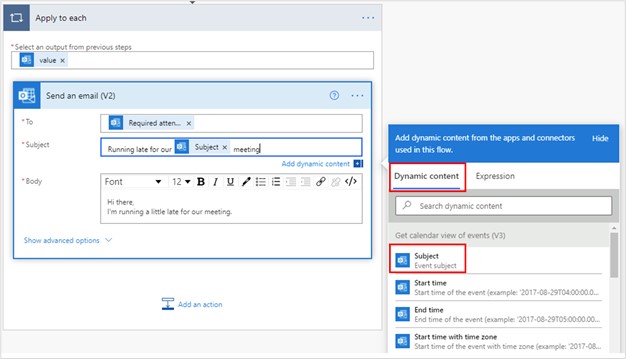 Apply to each
*Select an output from previous steps
value ×
Send an email (V2)
*To
Required atten... ×
*Subject
Running late for our Subject × meeting
Add dynamic content
*Body
Font 12 B I U
Hi there,
I'm running a little late for our meeting.
Show advanced options
Add an action
Add dynamic content from the apps and connectors used in this flow.
Hide
Dynamic content
Expression
Search dynamic content
Get calendar view of events (V3)
Subject
Event subject
Start time
Start time of the event (example: '2017-08-29T04:00:00.0...
End time
End time of the event (example: '2017-08-29T05:00:00.00...
Start time with time zone
Start time of the event with time zone (example: '2017-08...